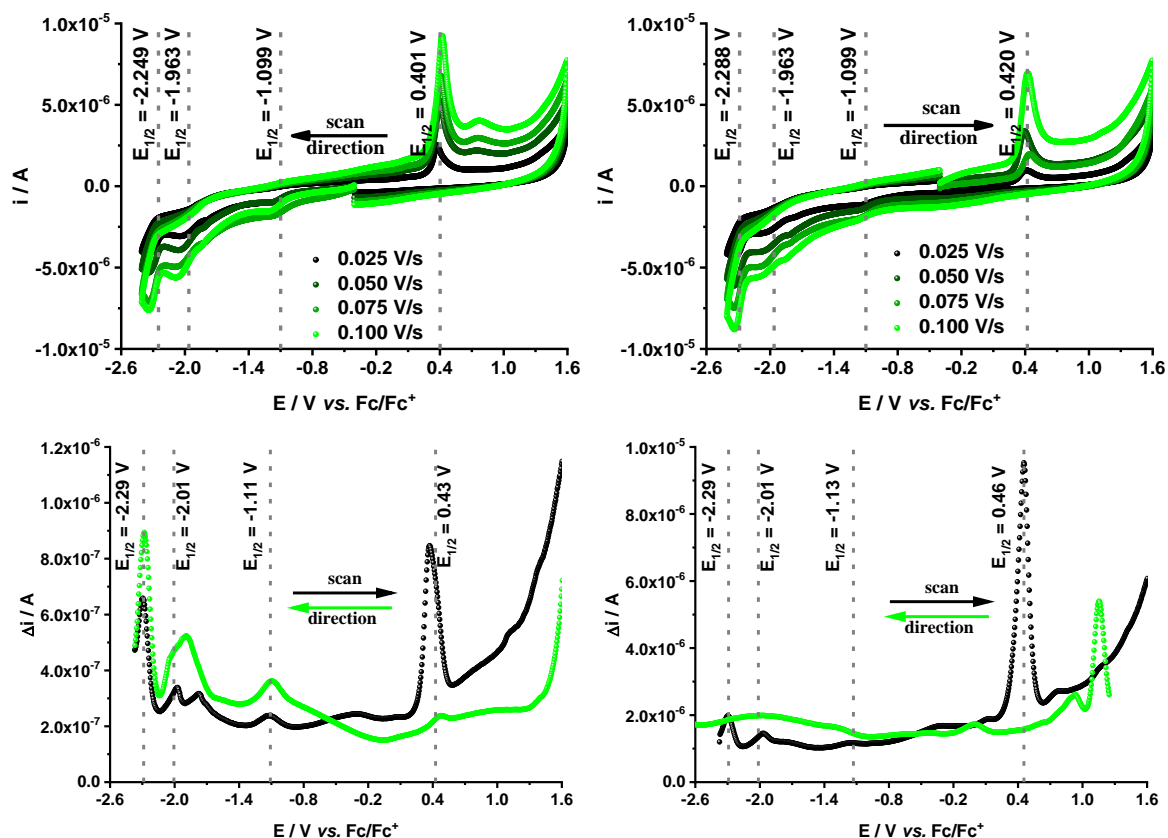 1.0x10-5
5.0x10-6
0.0
-5.0x10-6
-1.0x10-5
i / A
E1/2 = -2.249 V
E1/2 = -1.963 V
E1/2 = -1.099 V
E1/2 = 0.401 V
scan
direction
0.025 V/s
0.050 V/s
0.075 V/s
0.100 V/s
-2.6 -2.0 -1.4 -0.8 -0.2 0.4 1.0 1.6
E / V vs. Fc/Fc+
1.0x10-5
5.0x10-6
0.0
-5.0x10-6
-1.0x10-5
i / A
E1/2 = -2.288 V
E1/2 = -1.963 V
E1/2 = -1.099 V
E1/2 = 0.420 V
scan
direction
0.025 V/s
0.050 V/s
0.075 V/s
0.100 V/s
-2.6 -2.0 -1.4 -0.8 -0.2 0.4 1.0 1.6
E / V vs. Fc/Fc+
1.2x10-6
1.0x10-6
8.0x10-7
6.0x10-7
4.0x10-7
2.0x10-7
0.0
Δi / A
E1/2 = -2.29 V
E1/2 = -2.01 V
E1/2 = -1.11 V
E1/2 = 0.43 V
scan
direction
-2.6 -2.0 -1.4 -0.8 -0.2 0.4 1.0 1.6
E / V vs. Fc/Fc+
1.0x10-5
8.0x10-6
6.0x10-6
4.0x10-6
2.0x10-6
0.0
Δi / A
E1/2 = -2.29 V
E1/2 = -2.01 V
E1/2 = -1.13 V
E1/2 = 0.46 V
scan
direction
-2.6 -2.0 -1.4 -0.8 -0.2 0.4 1.0 1.6
E / V vs. Fc/Fc+